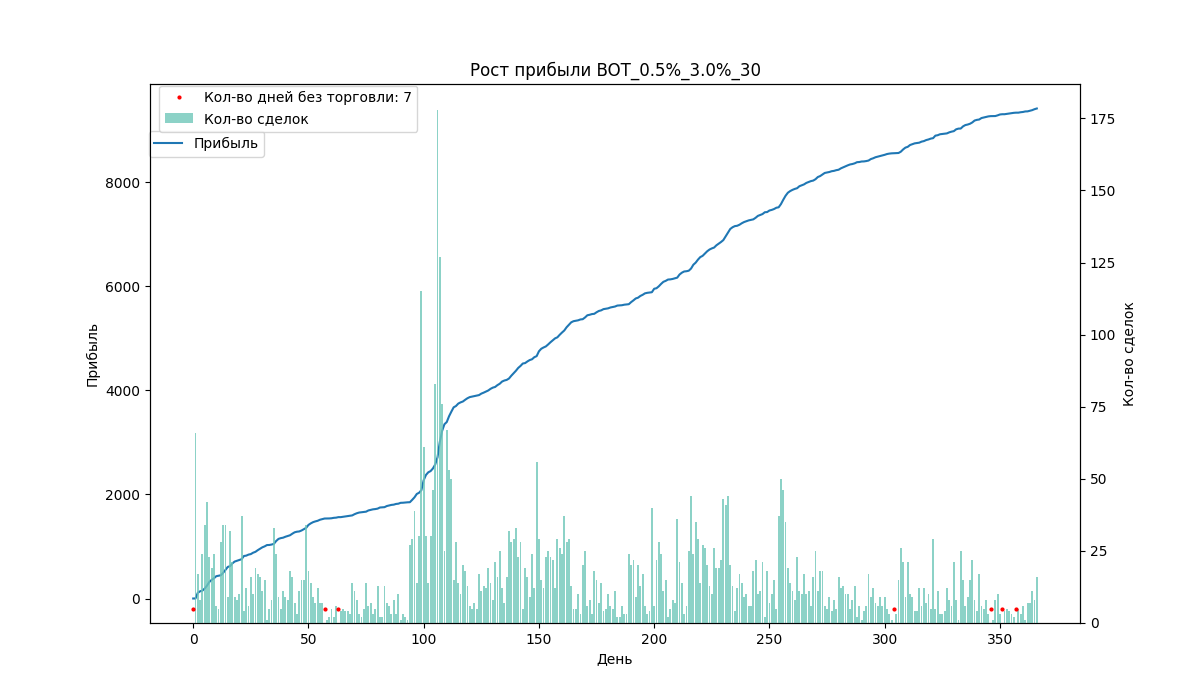 Рост прибыли BOT_0.5%_3.0%_30
Кол-во дней без торговли: 7
Кол-во сделок
Прибыль
8000
6000
4000
2000
0
Прибыль
175
150
125
100
75
50
25
0
Кол-во сделок
0 50 100 150 200 250 300 350
День